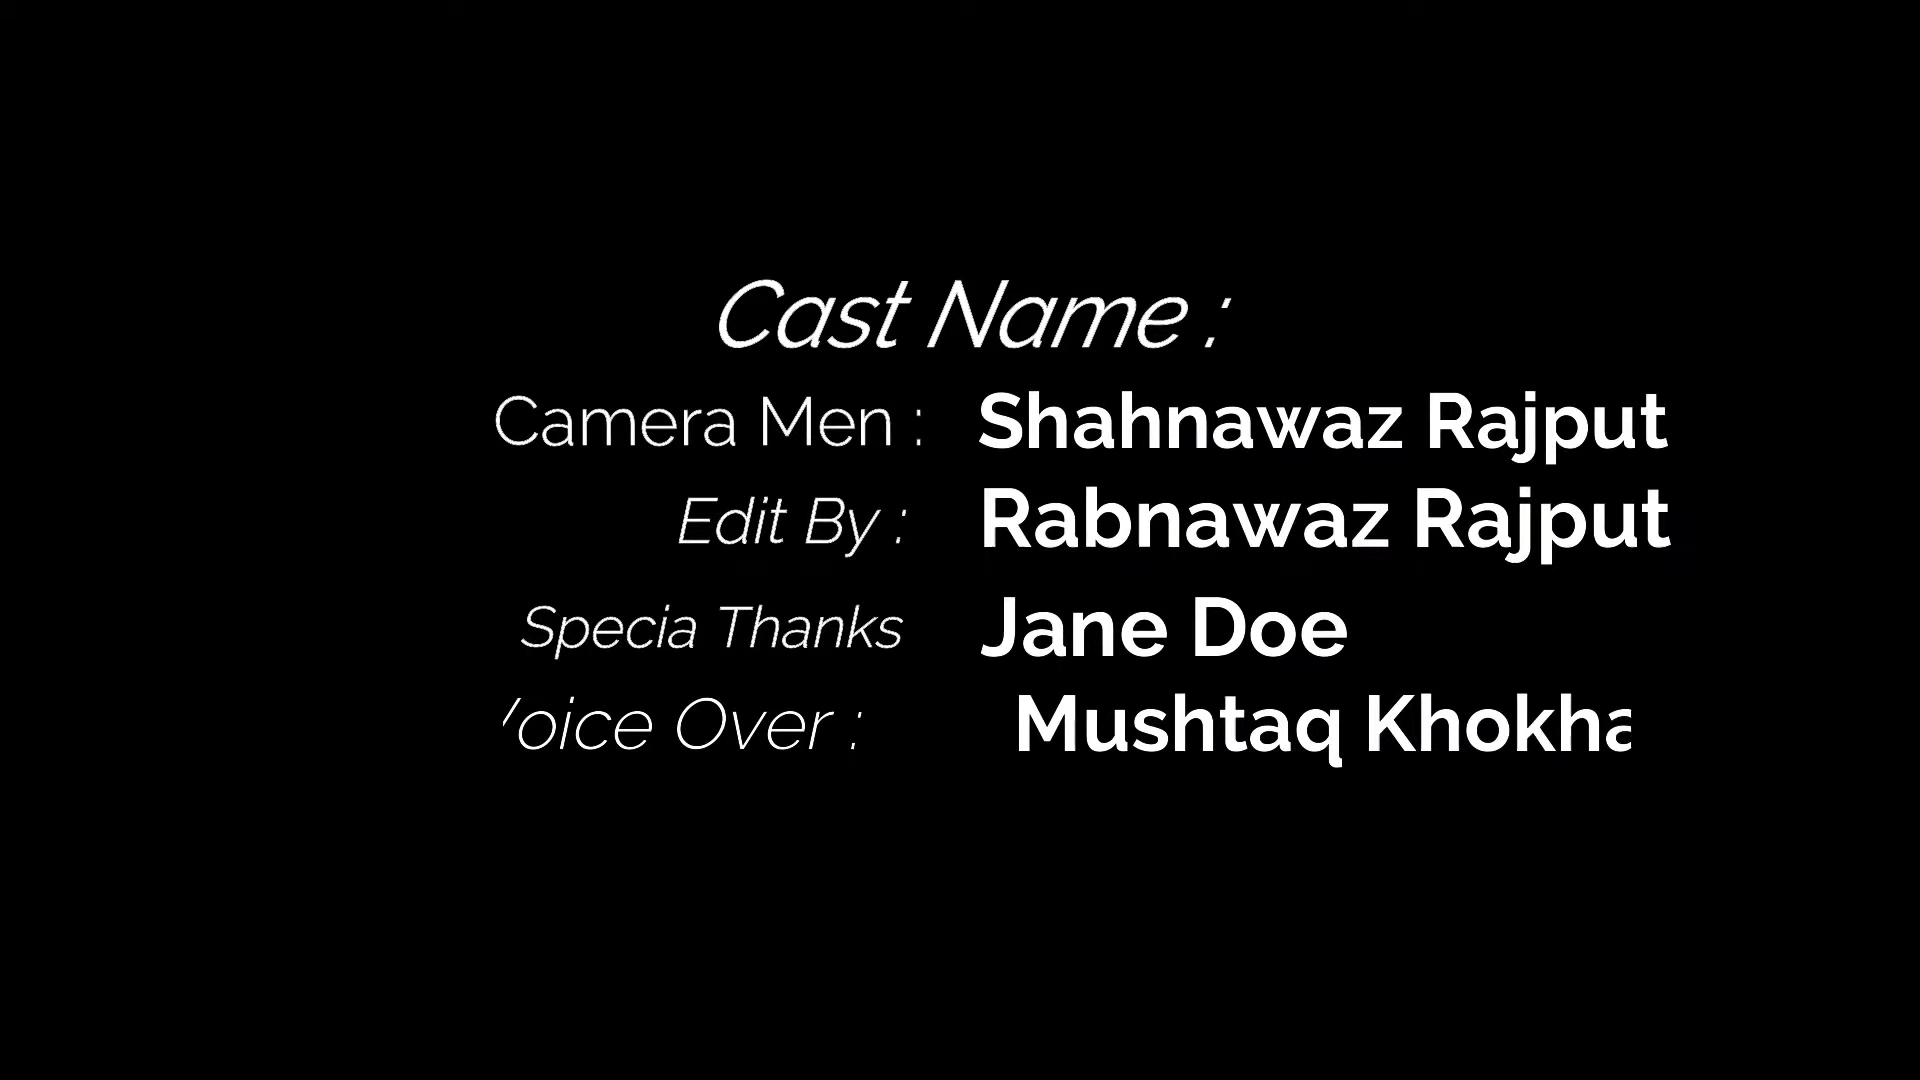 Cast Name :
Camera Men : Shahnawaz Rajput
Edit By : Rabnawaz Rajput
Specia Thanks Jane Doe
Voice Over : Mushtaq Khokha